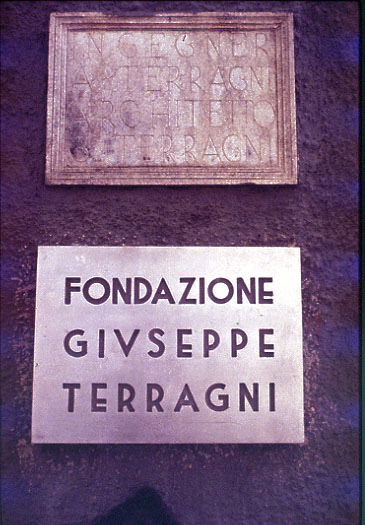 INGEGNER
A. TERRAGNI
ARCHITETTO
G. TERRAGNI
FONDAZIONE
GIVSEPPE
TERRAGNI